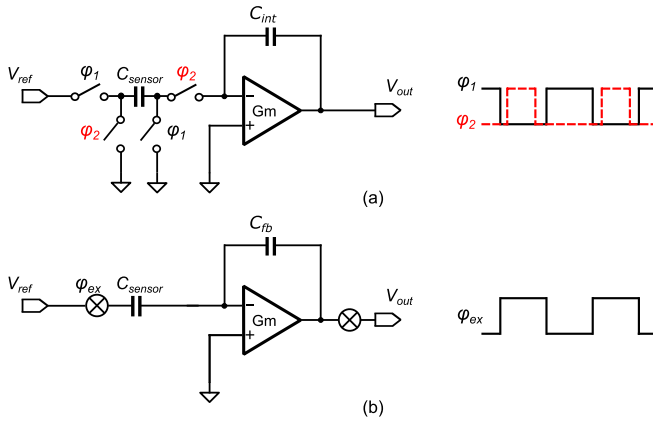 C_int
V_ref φ_1 C_sensor φ_2 V_out φ_1
Gm
φ_2 φ_1 φ_2
(a)
C_fb
V_ref φ_ex C_sensor V_out
Gm φ_ex
(b)